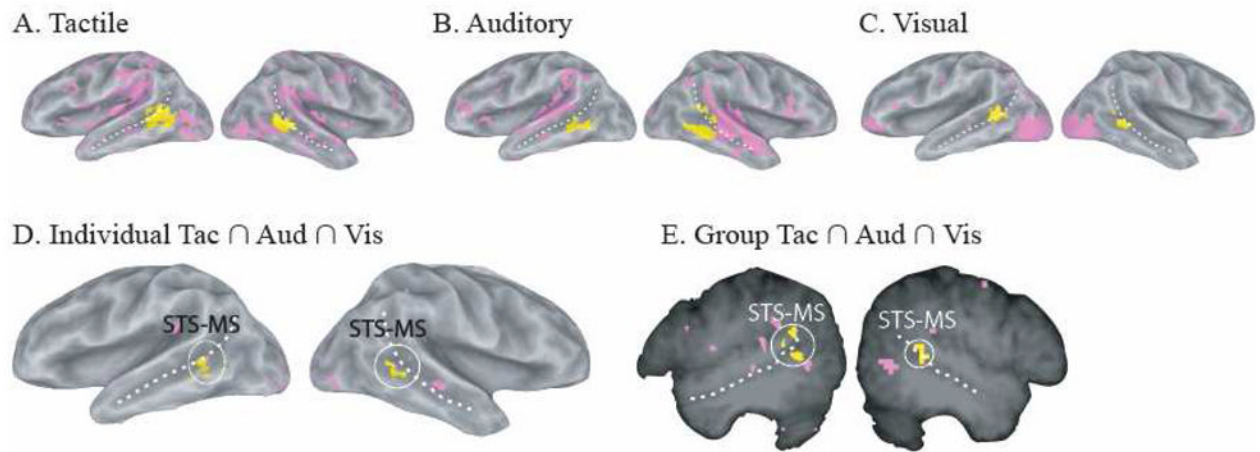 A. Tactile
B. Auditory
C. Visual
D. Individual Tac ∩ Aud ∩ Vis
E. Group Tac ∩ Aud ∩ Vis
STS-MS
STS-MS
STS-MS
STS-MS